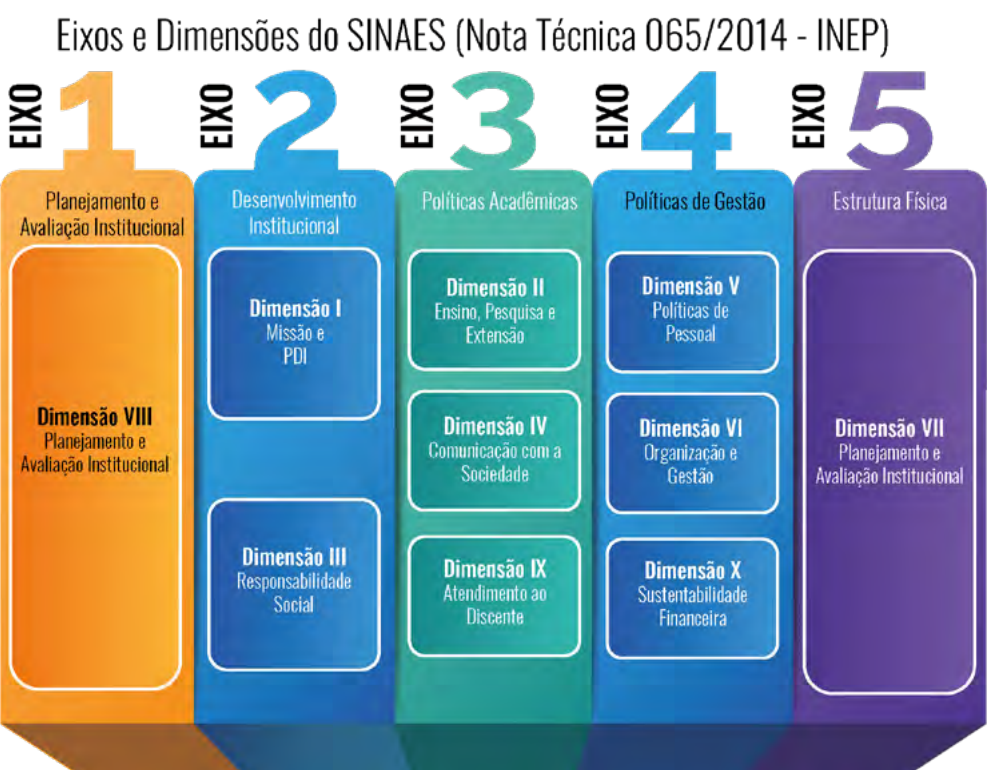 Eixos e Dimensões do SINAES (Nota Técnica 065/2014 - INEP)
EIXO 1
Planejamento e
Avaliação Institucional
Dimensão VIII
Planejamento e
Avaliação Institucional
EIXO 2
Desenvolvimento
Institucional
Dimensão I
Missão e
PDI
Dimensão III
Responsabilidade
Social
EIXO 3
Políticas Acadêmicas
Dimensão II
Ensino, Pesquisa e
Extensão
Dimensão IV
Comunicação com a
Sociedade
Dimensão IX
Atendimento ao
Discente
EIXO 4
Políticas de Gestão
Dimensão V
Políticas de
Pessoal
Dimensão VI
Organização e
Gestão
Dimensão X
Sustentabilidade
Financeira
EIXO 5
Estrutura Física
Dimensão VII
Planejamento e
Avaliação Institucional